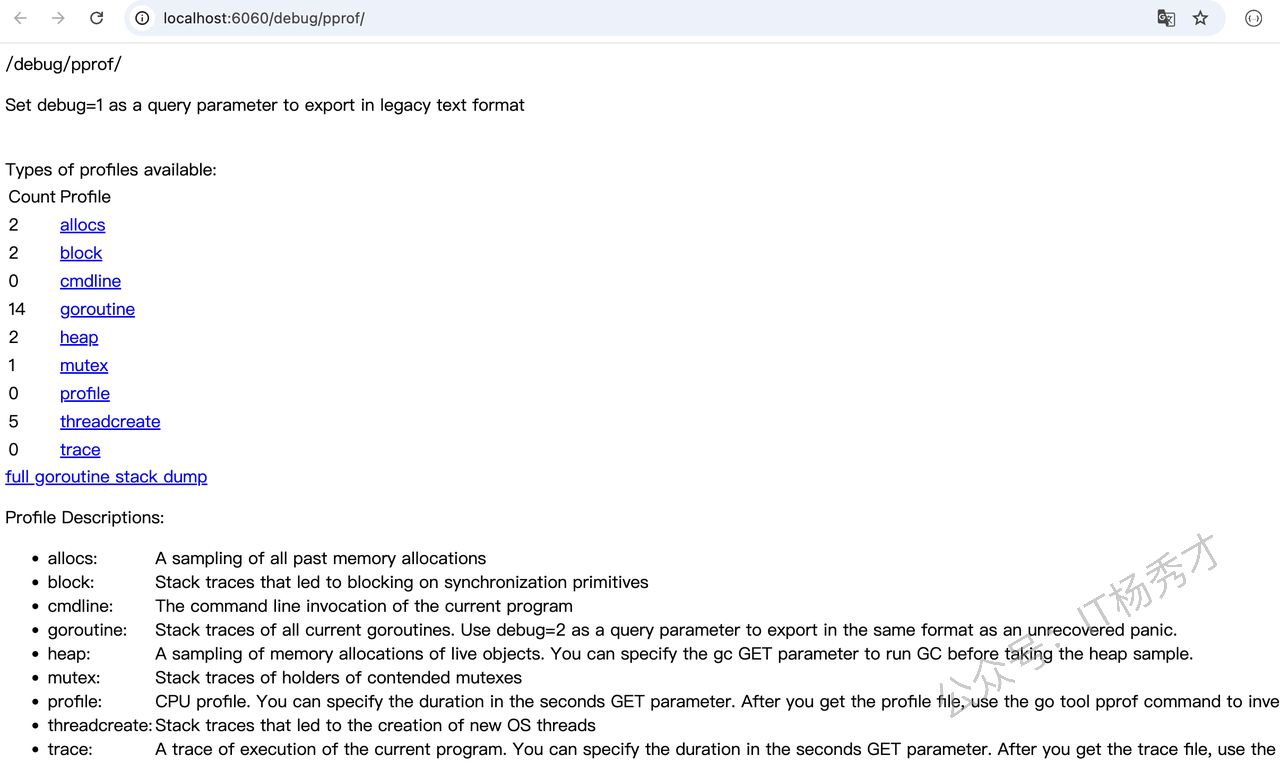 localhost:6060/debug/pprof/
/debug/pprof/
Set debug=1 as a query parameter to export in legacy text format
Types of profiles available:
Count Profile
2 allocs
2 block
0 cmdline
14 goroutine
2 heap
1 mutex
0 profile
5 threadcreate
0 trace
full goroutine stack dump
Profile Descriptions:
• allocs: A sampling of all past memory allocations
• block: Stack traces that led to blocking on synchronization primitives
• cmdline: The command line invocation of the current program
• goroutine: Stack traces of all current goroutines. Use debug=2 as a query parameter to export in the same format as an unrecovered panic.
• heap: A sampling of memory allocations of live objects. You can specify the gc GET parameter to run GC before taking the heap sample.
• mutex: Stack traces of holders of contended mutexes
• profile: CPU profile. You can specify the duration in the seconds GET parameter. After you get the profile file, use the go tool pprof command to inve
• threadcreate: Stack traces that led to the creation of new OS threads
• trace: A trace of execution of the current program. You can specify the duration in the seconds GET parameter. After you get the trace file, use the
公众号：IT杨秀才